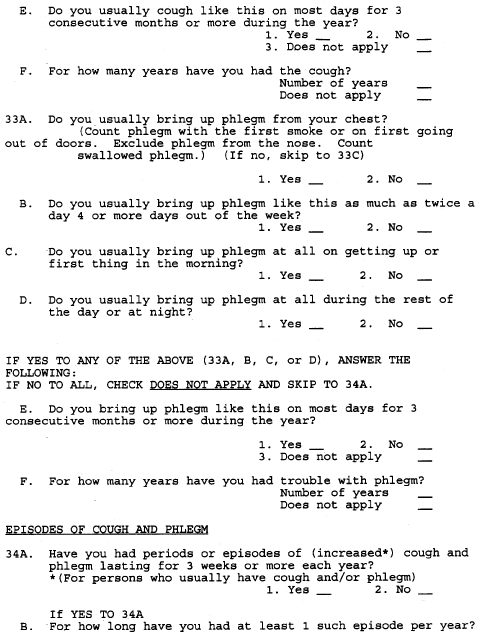 E. Do you usually cough like this on most days for 3
consecutive months or more during the year?
1. Yes __ 2. No __
3. Does not apply __
F. For how many years have you had the cough?
Number of years __
Does not apply __
33A. Do you usually bring up phlegm from your chest?
(Count phlegm with the first smoke or on first going
out of doors. Exclude phlegm from the nose. Count
swallowed phlegm.) (If no, skip to 33C)
1. Yes __ 2. No __
B. Do you usually bring up phlegm like this as much as twice a
day 4 or more days out of the week?
1. Yes __ 2. No __
C. Do you usually bring up phlegm at all on getting up or
first thing in the morning?
1. Yes __ 2. No __
D. Do you usually bring up phlegm at all during the rest of
the day or at night?
1. Yes __ 2. No __
IF YES TO ANY OF THE ABOVE (33A, B, C, or D), ANSWER THE
FOLLOWING:
IF NO TO ALL, CHECK DOES NOT APPLY AND SKIP TO 34A.
E. Do you bring up phlegm like this on most days for 3
consecutive months or more during the year?
1. Yes __ 2. No __
3. Does not apply __
F. For how many years have you had trouble with phlegm?
Number of years __
Does not apply __
EPISODES OF COUGH AND PHLEGM
34A. Have you had periods or episodes of (increased*) cough and
phlegm lasting for 3 weeks or more each year?
*(For persons who usually have cough and/or phlegm)
1. Yes __ 2. No __
If YES TO 34A
B. For how long have you had at least 1 such episode per year?